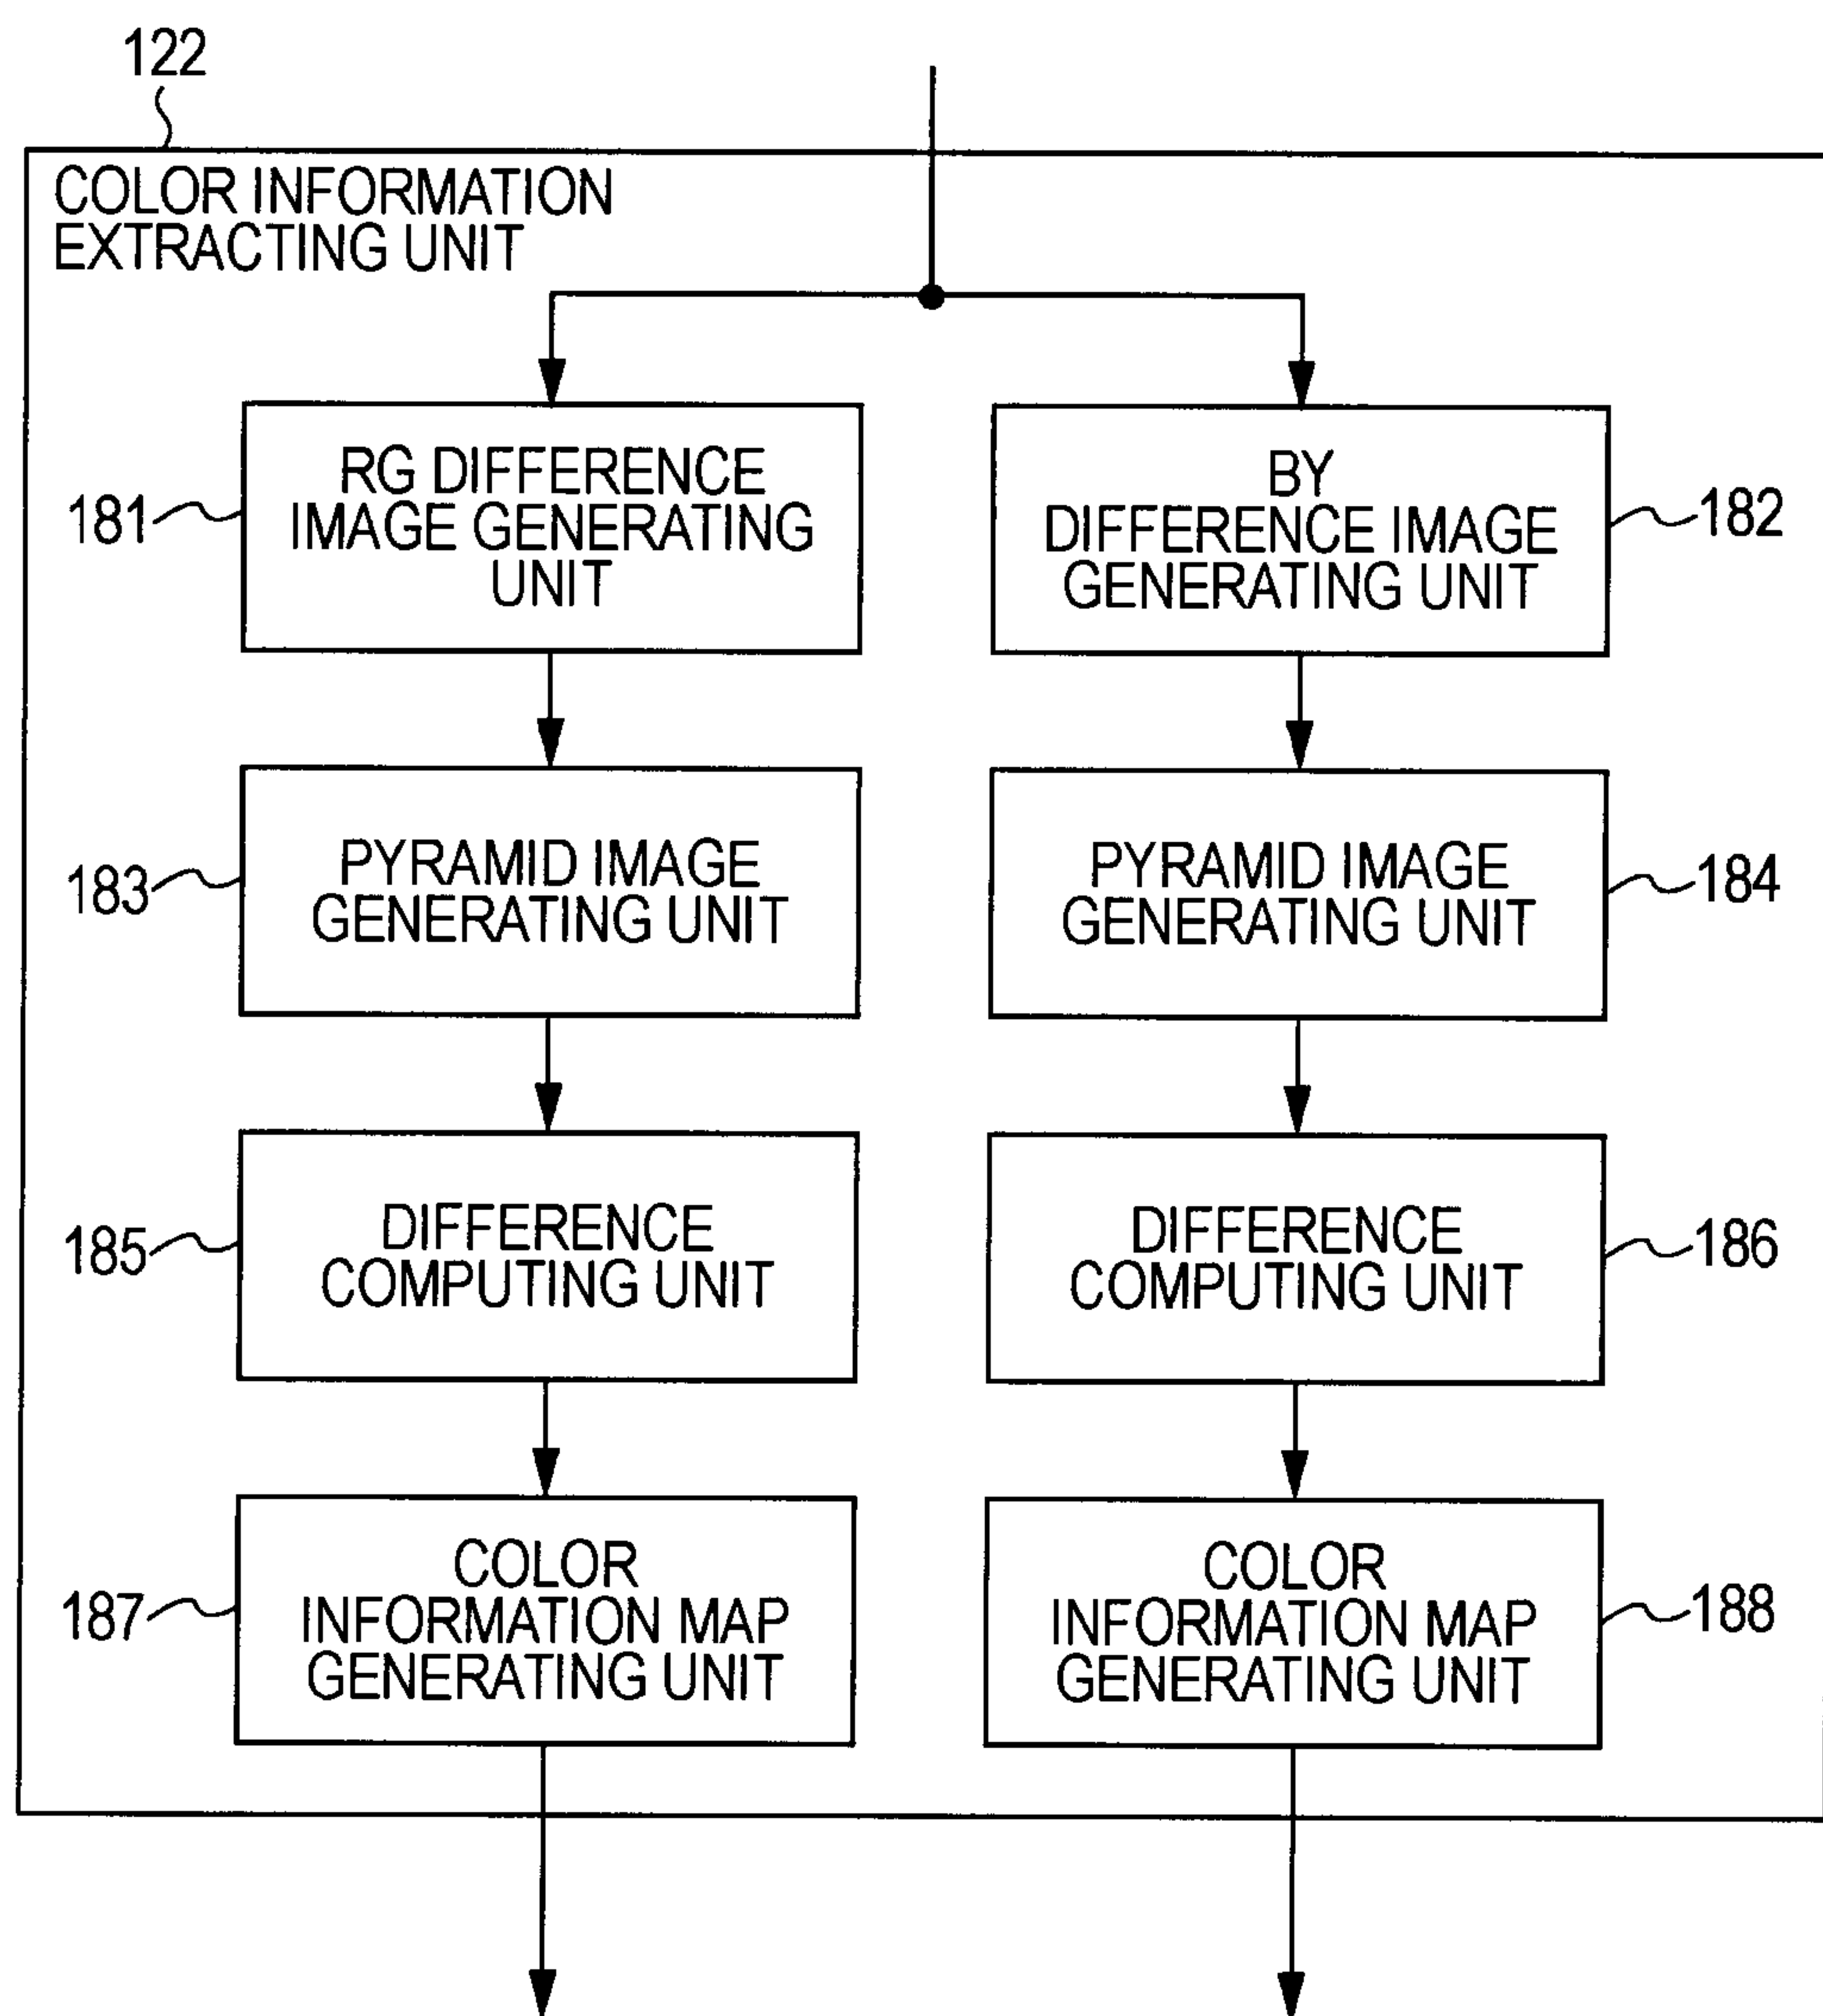 122
COLOR INFORMATION
EXTRACTING UNIT
181
RG DIFFERENCE
IMAGE GENERATING
UNIT
BY
DIFFERENCE IMAGE
GENERATING UNIT
182
183
PYRAMID IMAGE
GENERATING UNIT
PYRAMID IMAGE
GENERATING UNIT
184
185
DIFFERENCE
COMPUTING UNIT
DIFFERENCE
COMPUTING UNIT
186
187
COLOR
INFORMATION MAP
GENERATING UNIT
COLOR
INFORMATION MAP
GENERATING UNIT
188